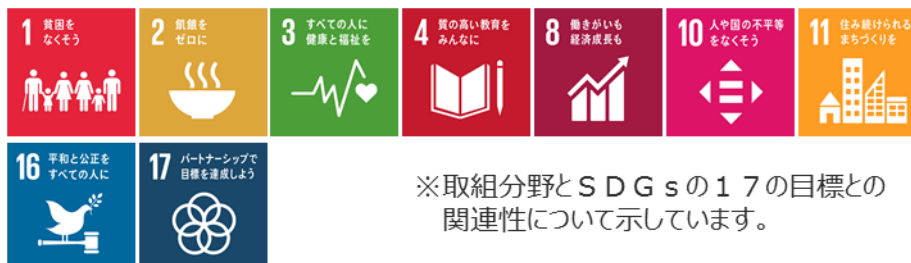 1 貧困を
なくそう
2 飢餓を
ゼロに
3 すべての人に
健康と福祉を
4 質の高い教育を
みんなに
8 働きがいも
経済成長も
10 人や国の不平等
をなくそう
11 住み続けられる
まちづくりを
16 平和と公正を
すべての人に
17 パートナーシップで
目標を達成しよう
※取組分野とSDGsの17の目標との
関連性について示しています。